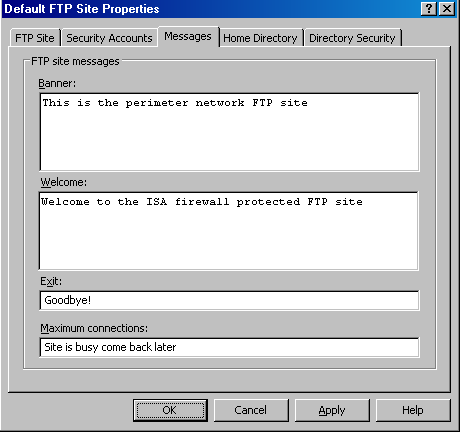 Default FTP Site Properties
FTP Site Security Accounts Messages Home Directory Directory Security
FTP site messages
Banner:
This is the perimeter network FTP site
Welcome:
Welcome to the ISA firewall protected FTP site
Exit:
Goodbye!
Maximum connections:
Site is busy come back later
OK Cancel Apply Help